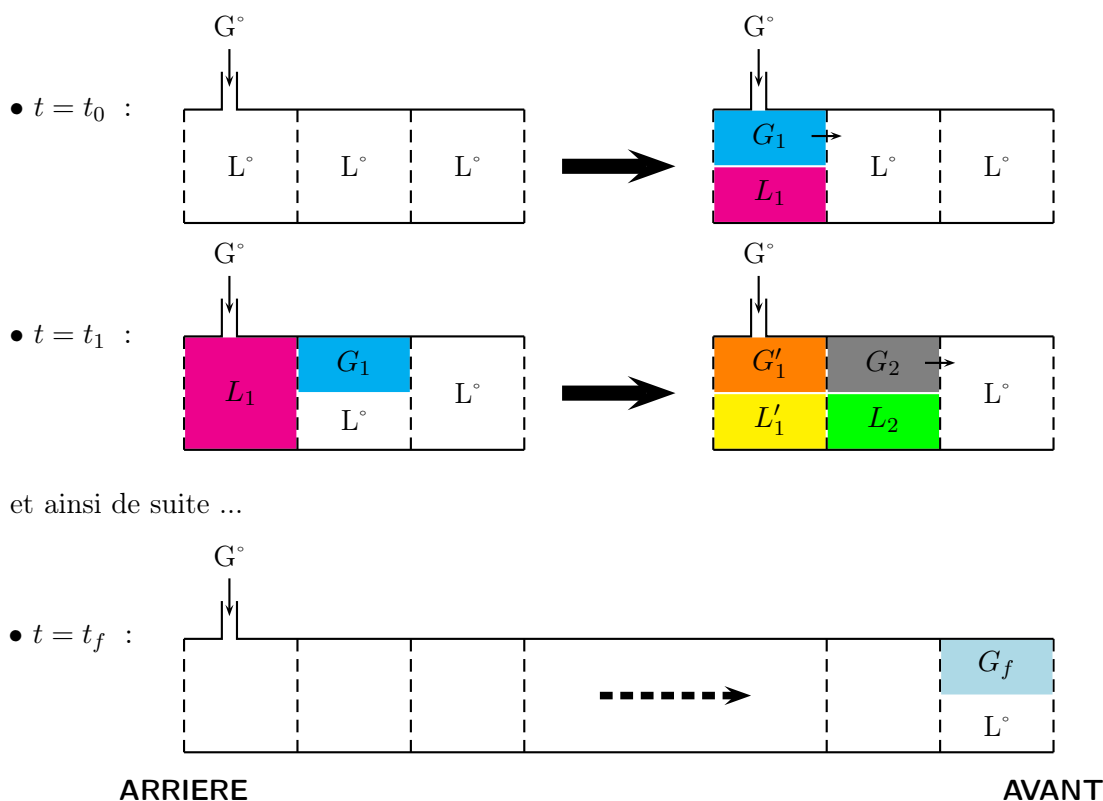 G° G°
• t = t₀ :
L° L° L° G₁ L° L°
L₁
G° G°
• t = t₁ :
L₁ G₁ L° G′₁ G₂ L°
L° L′₁ L₂
et ainsi de suite ...
G°
• t = t_f :
G_f
L°
ARRIERE AVANT